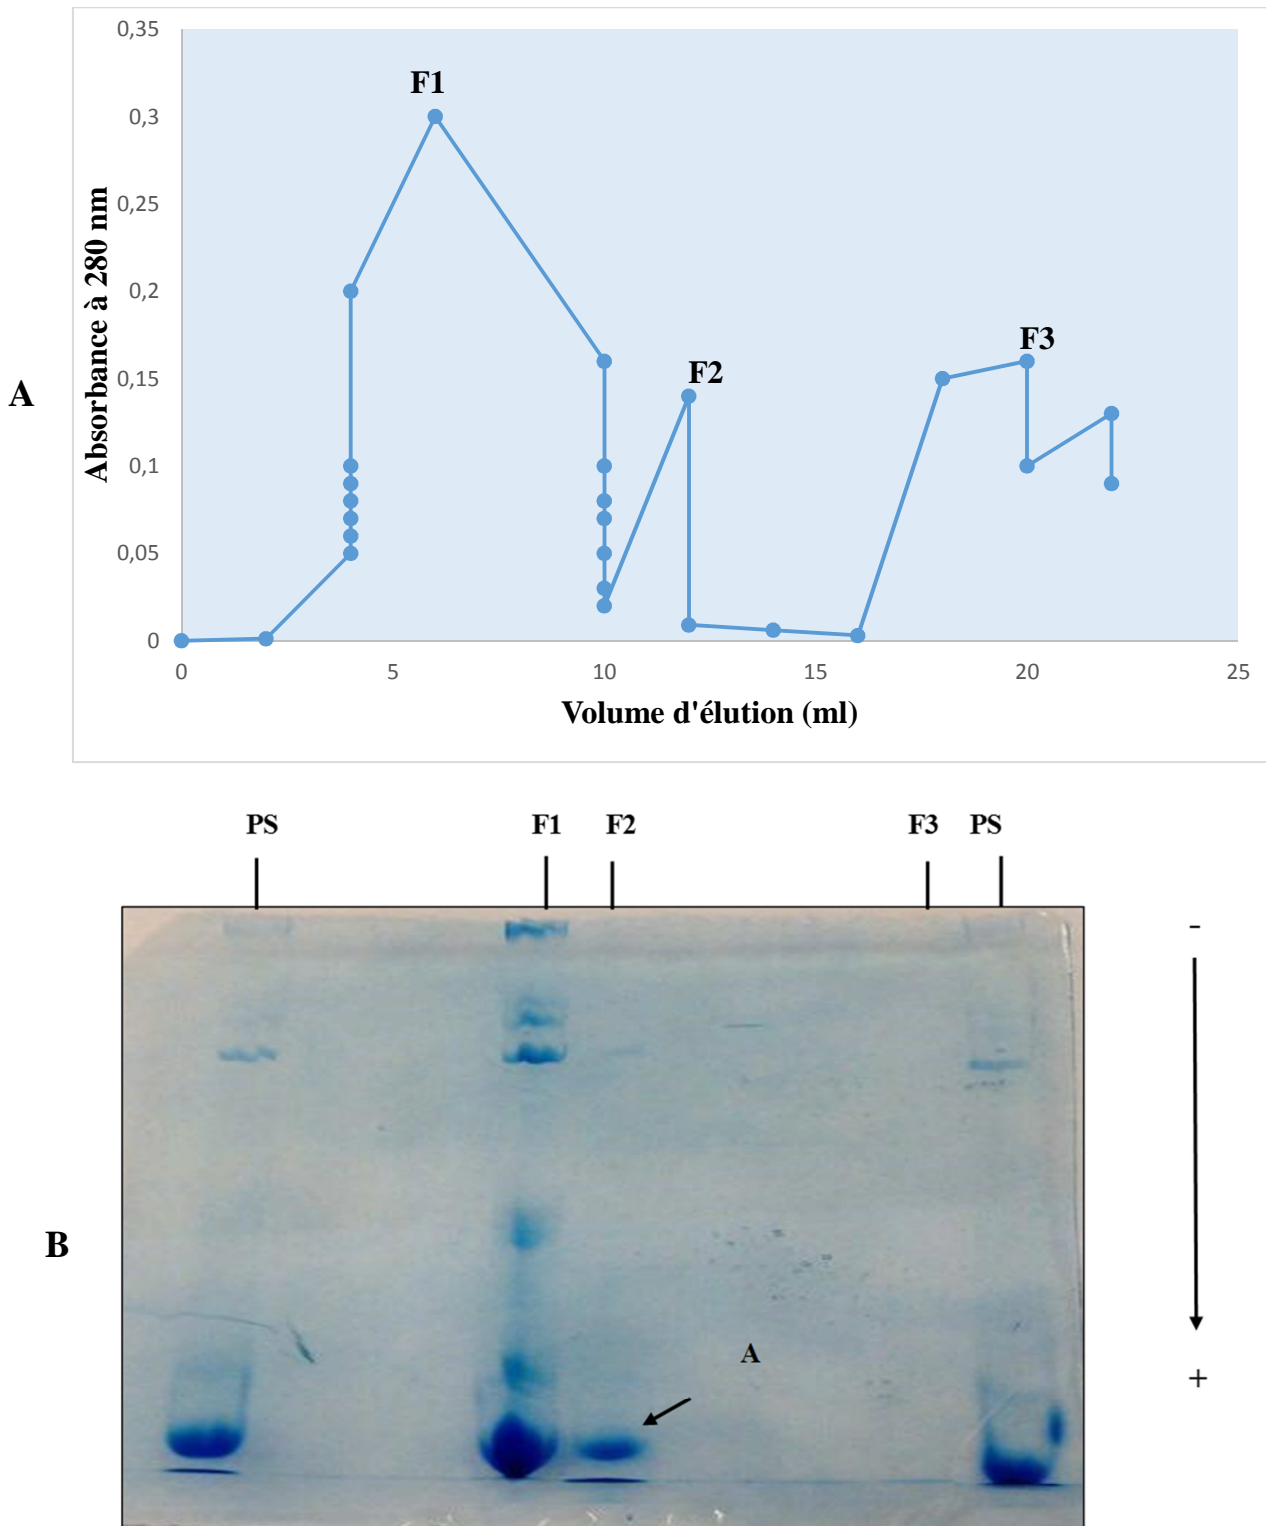 A
Absorbance à 280 nm
0,35
0,3
0,25
0,2
0,15
0,1
0,05
0
F1
F2
F3
0
5
10
15
20
25
Volume d'élution (ml)
B
PS
F1
F2
F3
PS
-
A
+